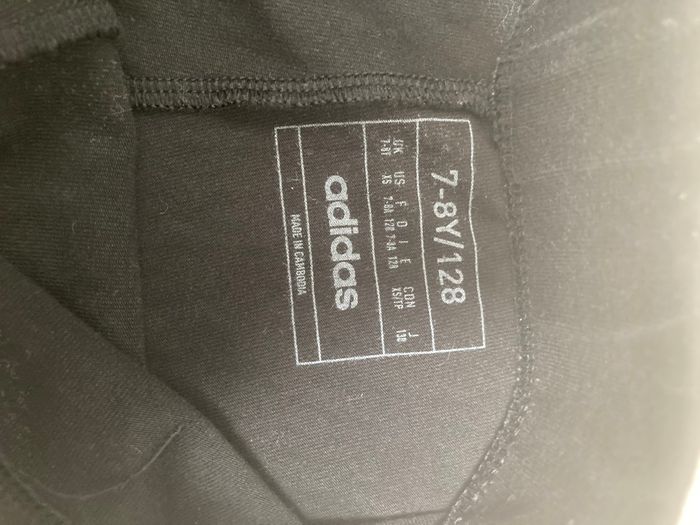 7-8Y/128
UK US F D I E CDN J
7-8Y XS 7-8A 128 7-8A 128 XS/TP 130
adidas
MADE IN CAMBODIA